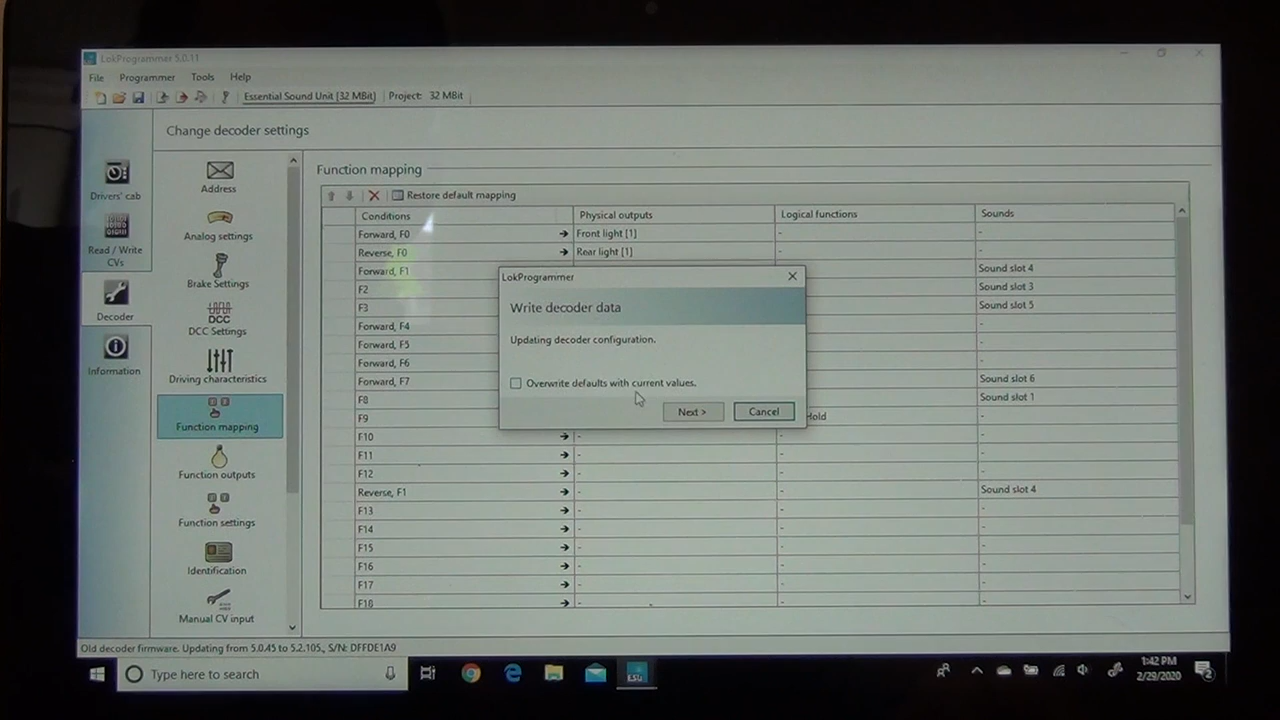 LokProgrammer 5.0.11
File Programmer Tools Help
Essential Sound Unit [32 MBit] Project: 32 MBit
Change decoder settings
Drivers' cab
Read / Write CVs
Decoder
Information
Address
Analog settings
Brake Settings
DCC
DCC Settings
Driving characteristics
Function mapping
Function outputs
Function settings
Identification
Manual CV input
Function mapping
Restore default mapping
Conditions Physical outputs Logical functions Sounds
Forward, F0 Front light [1] - -
Reverse, F0 Rear light [1] - -
Forward, F1 Sound slot 4
F2 Sound slot 3
F3 Sound slot 5
Forward, F4 -
Forward, F5 -
Forward, F6 -
Forward, F7 Sound slot 6
F8 Sound slot 1
F9 Hold -
F10 - - -
F11 - - -
F12 - - -
Reverse, F1 - - Sound slot 4
F13 - - -
F14 - - -
F15 - - -
F16 - - -
F17 - - -
F18 - - -
LokProgrammer
Write decoder data
Updating decoder configuration.
Overwrite defaults with current values.
Next > Cancel
Old decoder firmware. Updating from 5.0.45 to 5.2.105., S/N: DFFDE1A9
Type here to search
ESU
1:42 PM
2/29/2020
2